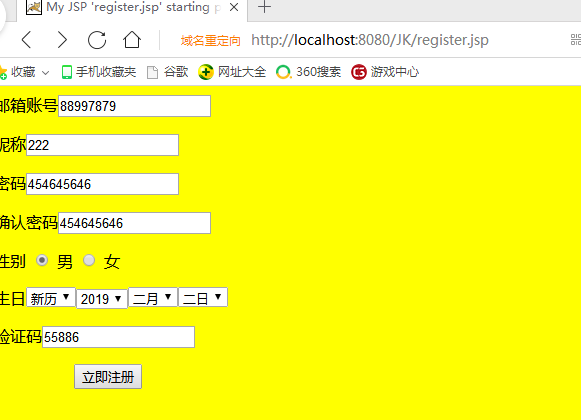 My JSP 'register.jsp' starting p
域名重定向 http://localhost:8080/JK/register.jsp
收藏 手机收藏夹 谷歌 网址大全 360搜索 游戏中心
邮箱账号 88997879
昵称 222
密码 454645646
确认密码 454645646
性别 男 女
生日 新历 2019 二月 二日
验证码 55886
立即注册